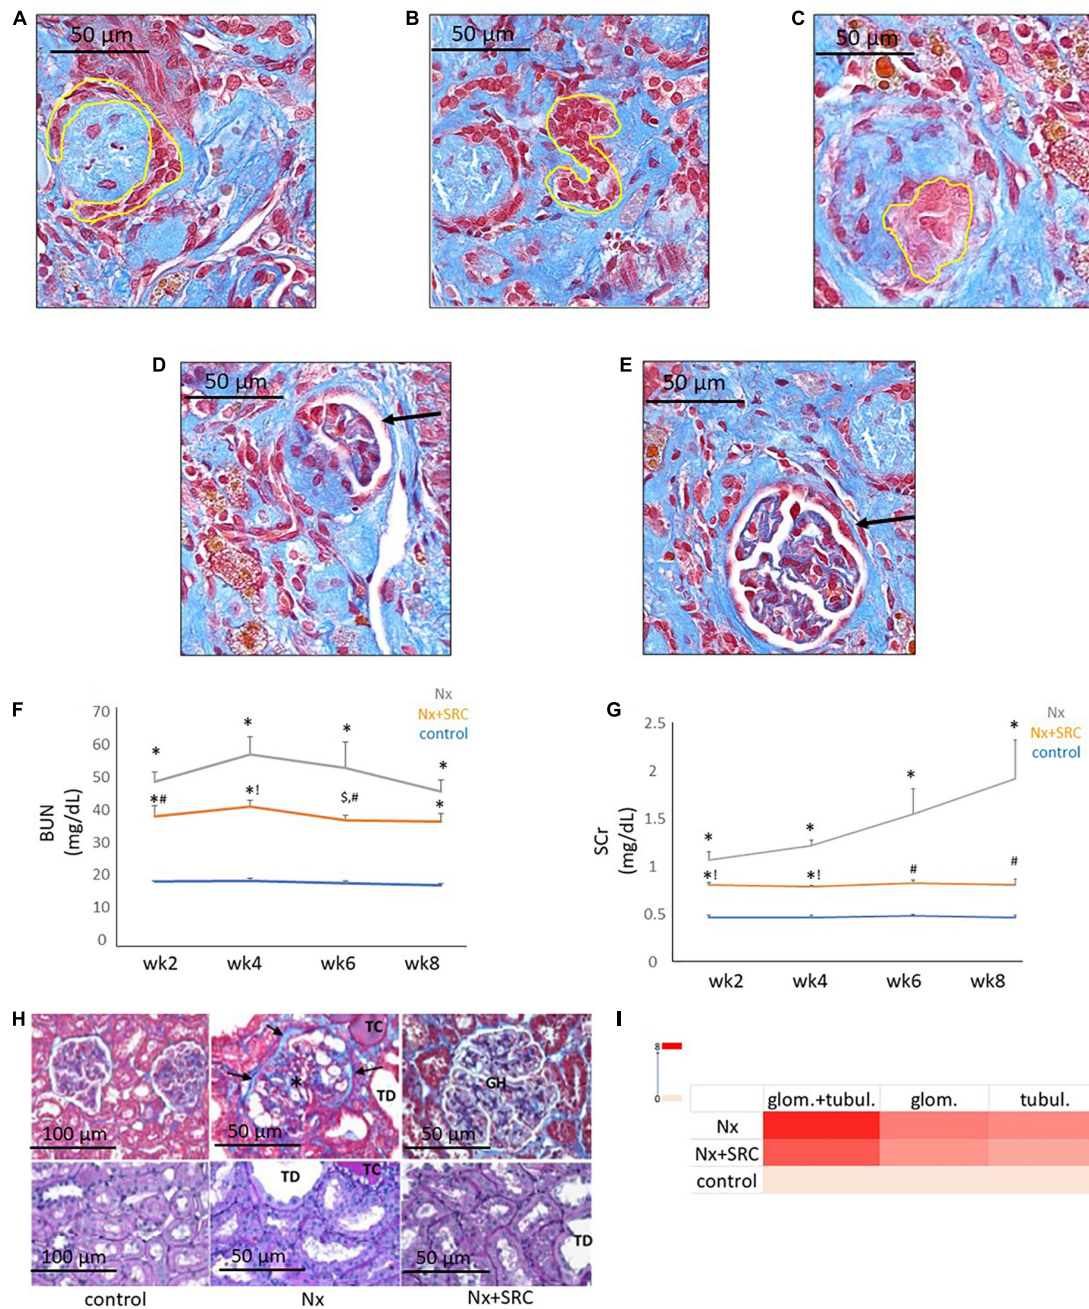 A
50 µm
B
50 µm
C
50 µm
D
50 µm
E
50 µm
F
Nx
Nx+SRC
control
70
60
50
40
30
20
10
0
BUN
(mg/dL)
*
*
*
*
*#
*!
$,#
*
wk2 wk4 wk6 wk8
G
Nx
Nx+SRC
control
2.5
2
1.5
1
0.5
0
SCr
(mg/dL)
*
*
*
*
*!
*!
#
#
wk2 wk4 wk6 wk8
H
100 µm
TC
*
TD
50 µm
GH
50 µm
100 µm
TD
TC
50 µm
TD
50 µm
control
Nx
Nx+SRC
I
8
0
glom.+tubul. glom. tubul.
Nx
Nx+SRC
control